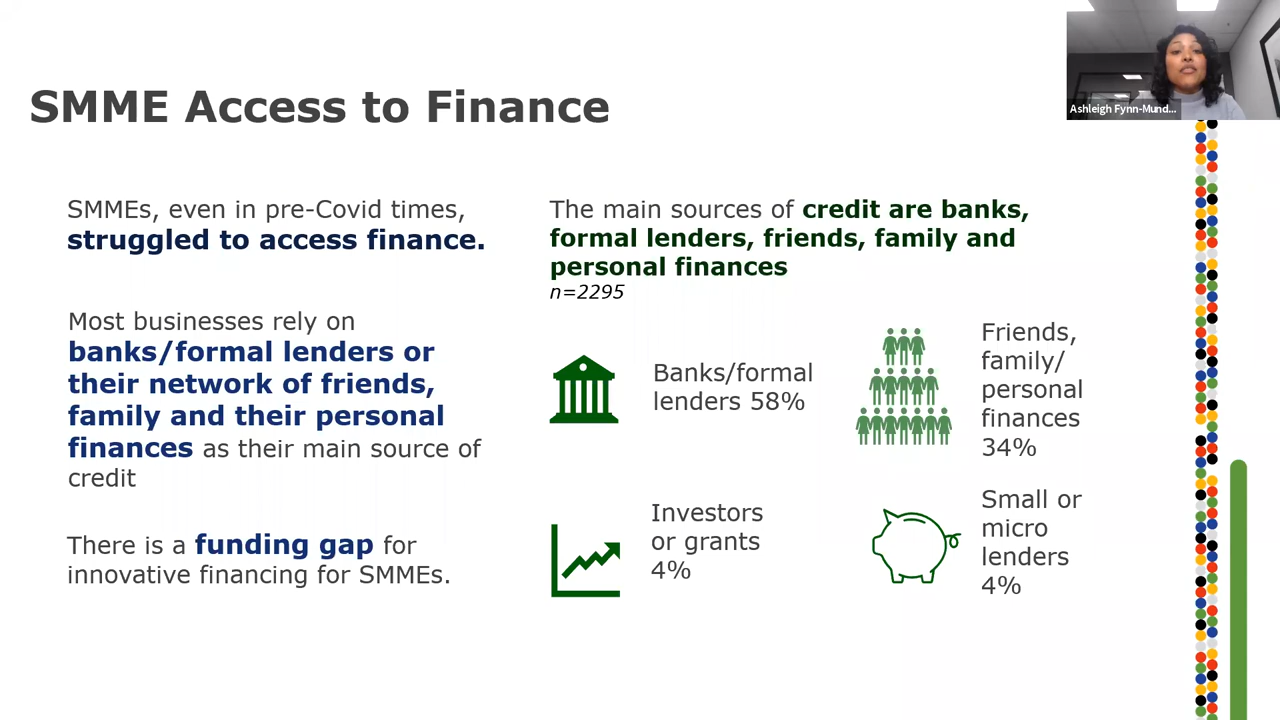 SMME Access to Finance
Ashleigh Fynn-Mund...
SMMEs, even in pre-Covid times,
struggled to access finance.
Most businesses rely on
banks/formal lenders or
their network of friends,
family and their personal
finances as their main source of
credit
There is a funding gap for
innovative financing for SMMEs.
The main sources of credit are banks,
formal lenders, friends, family and
personal finances
n=2295
Banks/formal
lenders 58%
Friends,
family/
personal
finances
34%
Investors
or grants
4%
Small or
micro
lenders
4%